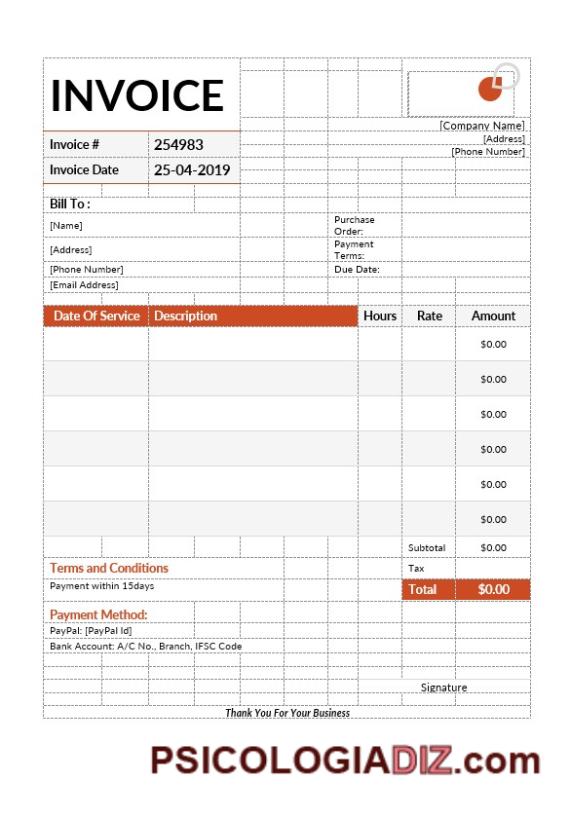 INVOICE
[Company Name]
[Address]
[Phone Number]
Invoice # 254983
Invoice Date 25-04-2019
Bill To :
[Name]
Purchase
Order:
[Address]
Payment
Terms:
[Phone Number] Due Date:
[Email Address]
Date Of Service Description Hours Rate Amount
$0.00
$0.00
$0.00
$0.00
$0.00
$0.00
Subtotal $0.00
Terms and Conditions Tax
Payment within 15days Total $0.00
Payment Method:
PayPal: [PayPal Id]
Bank Account: A/C No., Branch, IFSC Code
Signature
Thank You For Your Business
PSICOLOGIADIZ.com